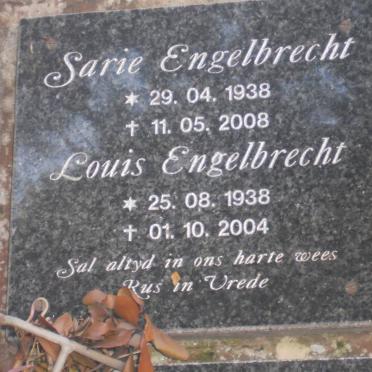 Sarie Engelbrecht
* 29. 04. 1938
† 11. 05. 2008
Louis Engelbrecht
* 25. 08. 1938
† 01. 10. 2004
Sal altyd in ons harte wees
Rus in Vrede